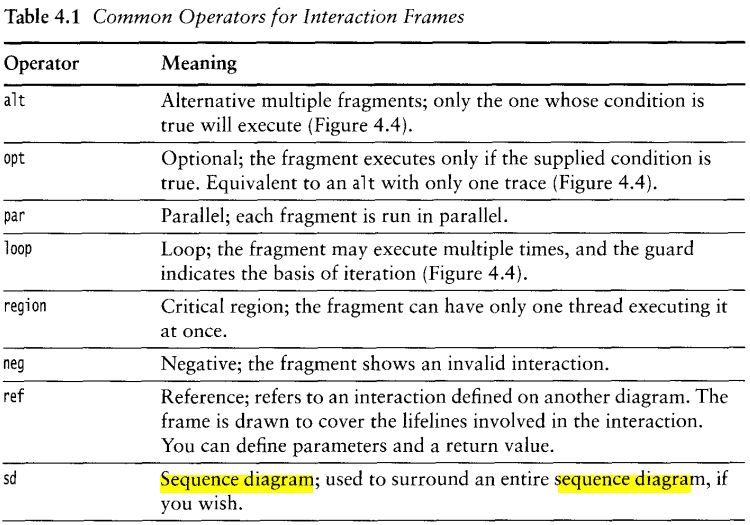 Table 4.1 Common Operators for Interaction Frames
Operator Meaning
alt Alternative multiple fragments; only the one whose condition is
true will execute (Figure 4.4).
opt Optional; the fragment executes only if the supplied condition is
true. Equivalent to an alt with only one trace (Figure 4.4).
par Parallel; each fragment is run in parallel.
loop Loop; the fragment may execute multiple times, and the guard
indicates the basis of iteration (Figure 4.4).
region Critical region; the fragment can have only one thread executing it
at once.
neg Negative; the fragment shows an invalid interaction.
ref Reference; refers to an interaction defined on another diagram. The
frame is drawn to cover the lifelines involved in the interaction.
You can define parameters and a return value.
sd Sequence diagram; used to surround an entire sequence diagram, if
you wish.